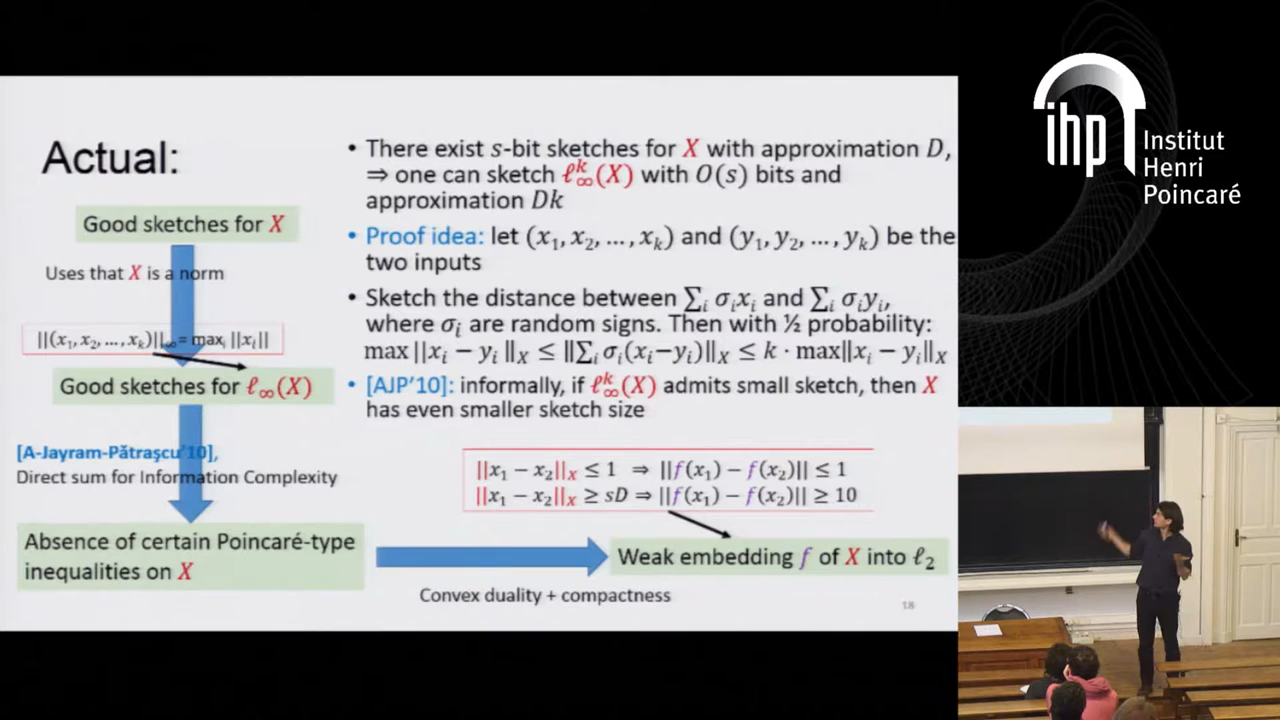 Actual:
Good sketches for X
Uses that X is a norm
||(x₁, x₂, …, xₖ)||∞ = maxᵢ ||xᵢ||
Good sketches for ℓ∞(X)
[A-Jayram-Pătraşcu'10],
Direct sum for Information Complexity
Absence of certain Poincaré-type
inequalities on X
• There exist s-bit sketches for X with approximation D,
⇒ one can sketch ℓ∞ᵏ(X) with O(s) bits and
approximation Dk
• Proof idea: let (x₁, x₂, …, xₖ) and (y₁, y₂, …, yₖ) be the
two inputs
• Sketch the distance between ∑ᵢ σᵢxᵢ and ∑ᵢ σᵢyᵢ,
where σᵢ are random signs. Then with ½ probability:
max ||xᵢ − yᵢ ||_X ≤ ||∑ᵢ σᵢ(xᵢ−yᵢ)||_X ≤ k · max||xᵢ − yᵢ||_X
• [AJP'10]: informally, if ℓ∞ᵏ(X) admits small sketch, then X
has even smaller sketch size
||x₁ − x₂||_X ≤ 1 ⇒ ||f(x₁) − f(x₂)|| ≤ 1
||x₁ − x₂||_X ≥ sD ⇒ ||f(x₁) − f(x₂)|| ≥ 10
Weak embedding f of X into ℓ₂
Convex duality + compactness
18
ihp
Institut
Henri
Poincaré